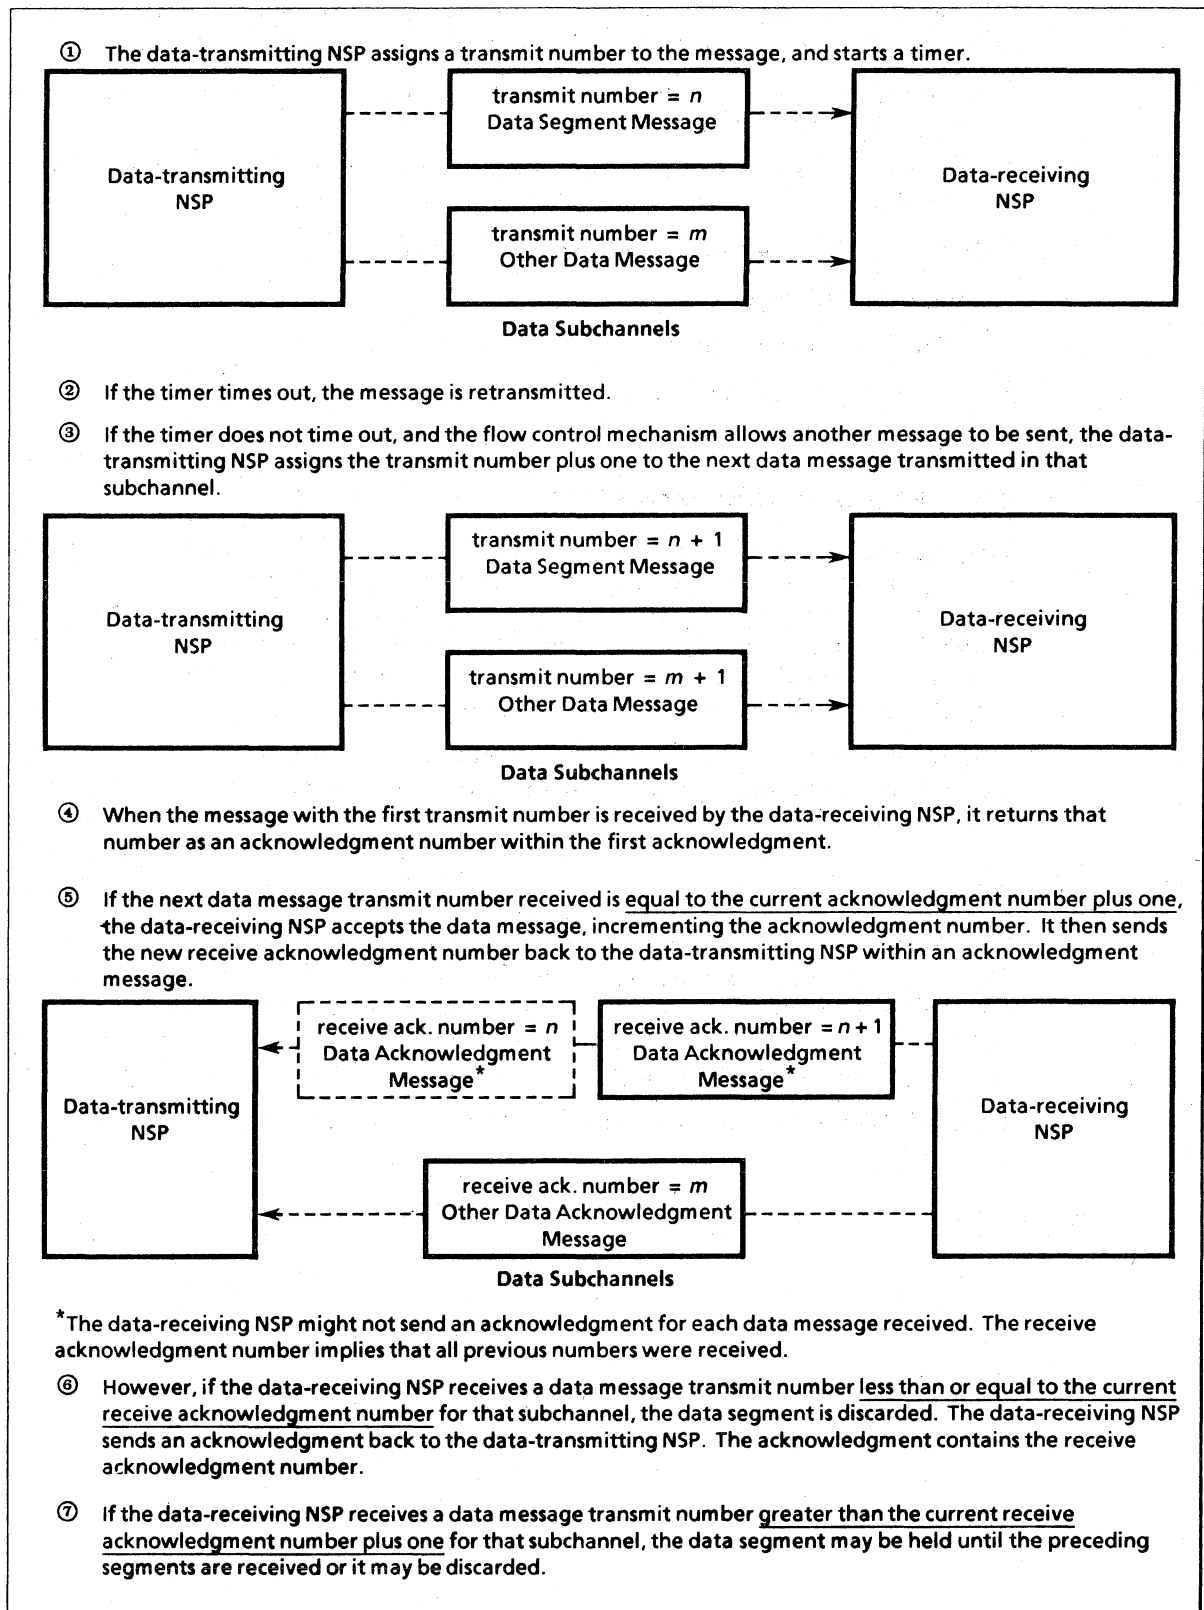 ① The data-transmitting NSP assigns a transmit number to the message, and starts a timer.
transmit number = n
Data Segment Message
Data-transmitting
NSP
Data-receiving
NSP
transmit number = m
Other Data Message
Data Subchannels
② If the timer times out, the message is retransmitted.
③ If the timer does not time out, and the flow control mechanism allows another message to be sent, the data-
transmitting NSP assigns the transmit number plus one to the next data message transmitted in that
subchannel.
transmit number = n + 1
Data Segment Message
Data-transmitting
NSP
Data-receiving
NSP
transmit number = m + 1
Other Data Message
Data Subchannels
④ When the message with the first transmit number is received by the data-receiving NSP, it returns that
number as an acknowledgment number within the first acknowledgment.
⑤ If the next data message transmit number received is equal to the current acknowledgment number plus one,
the data-receiving NSP accepts the data message, incrementing the acknowledgment number. It then sends
the new receive acknowledgment number back to the data-transmitting NSP within an acknowledgment
message.
receive ack. number = n
Data Acknowledgment
Message*
receive ack. number = n + 1
Data Acknowledgment
Message*
Data-transmitting
NSP
Data-receiving
NSP
receive ack. number = m
Other Data Acknowledgment
Message
Data Subchannels
*The data-receiving NSP might not send an acknowledgment for each data message received. The receive
acknowledgment number implies that all previous numbers were received.
⑥ However, if the data-receiving NSP receives a data message transmit number less than or equal to the current
receive acknowledgment number for that subchannel, the data segment is discarded. The data-receiving NSP
sends an acknowledgment back to the data-transmitting NSP. The acknowledgment contains the receive
acknowledgment number.
⑦ If the data-receiving NSP receives a data message transmit number greater than the current receive
acknowledgment number plus one for that subchannel, the data segment may be held until the preceding
segments are received or it may be discarded.